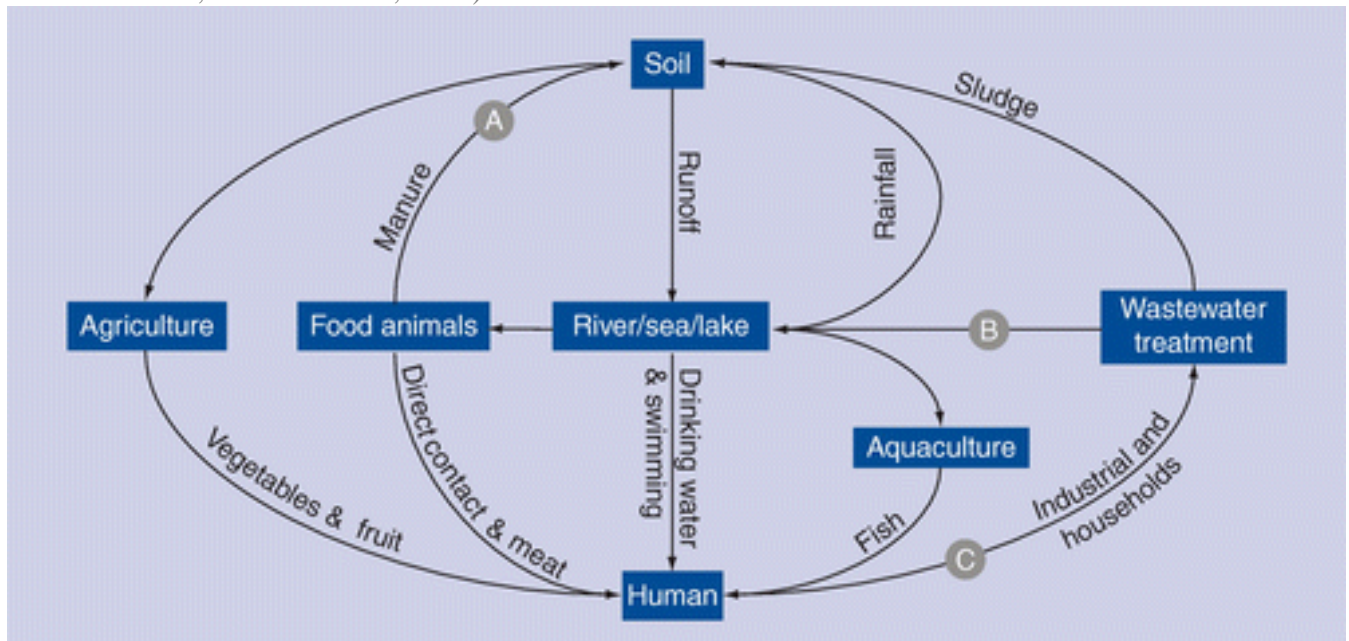 Soil
Sludge
A
Manure
Runoff
Rainfall
Agriculture
Food animals
River/sea/lake
B
Wastewater
treatment
Direct contact & meat
Drinking water
& swimming
Aquaculture
Vegetables & fruit
Fish
Industrial and
households
C
Human